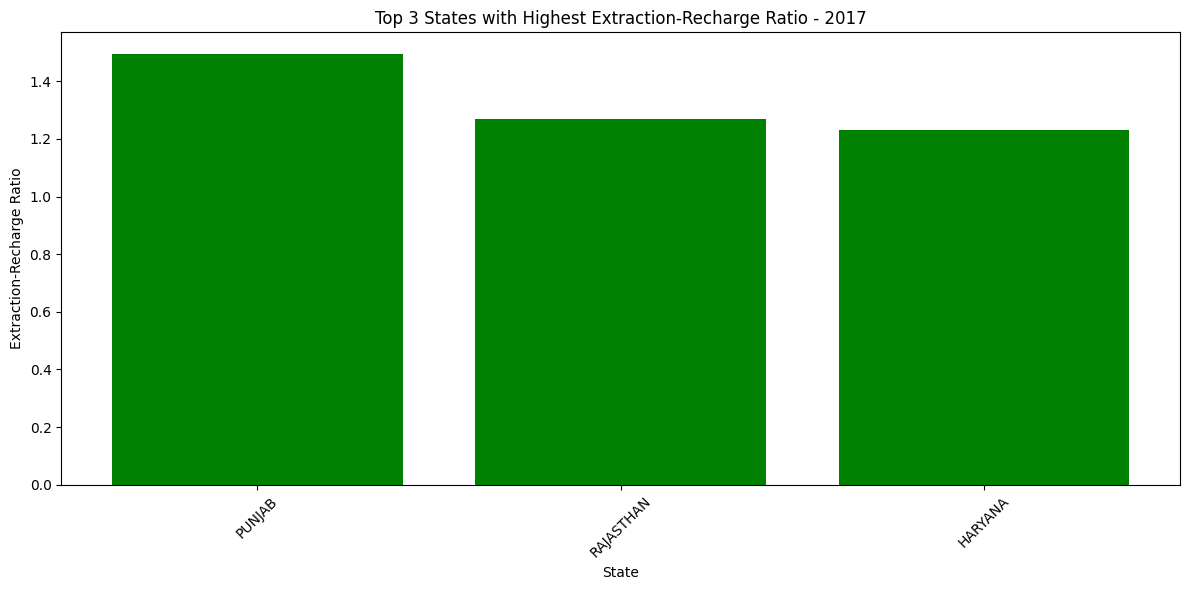 Top 3 States with Highest Extraction-Recharge Ratio - 2017
Extraction-Recharge Ratio
1.4
1.2
1.0
0.8
0.6
0.4
0.2
0.0
PUNJAB
RAJASTHAN
HARYANA
State